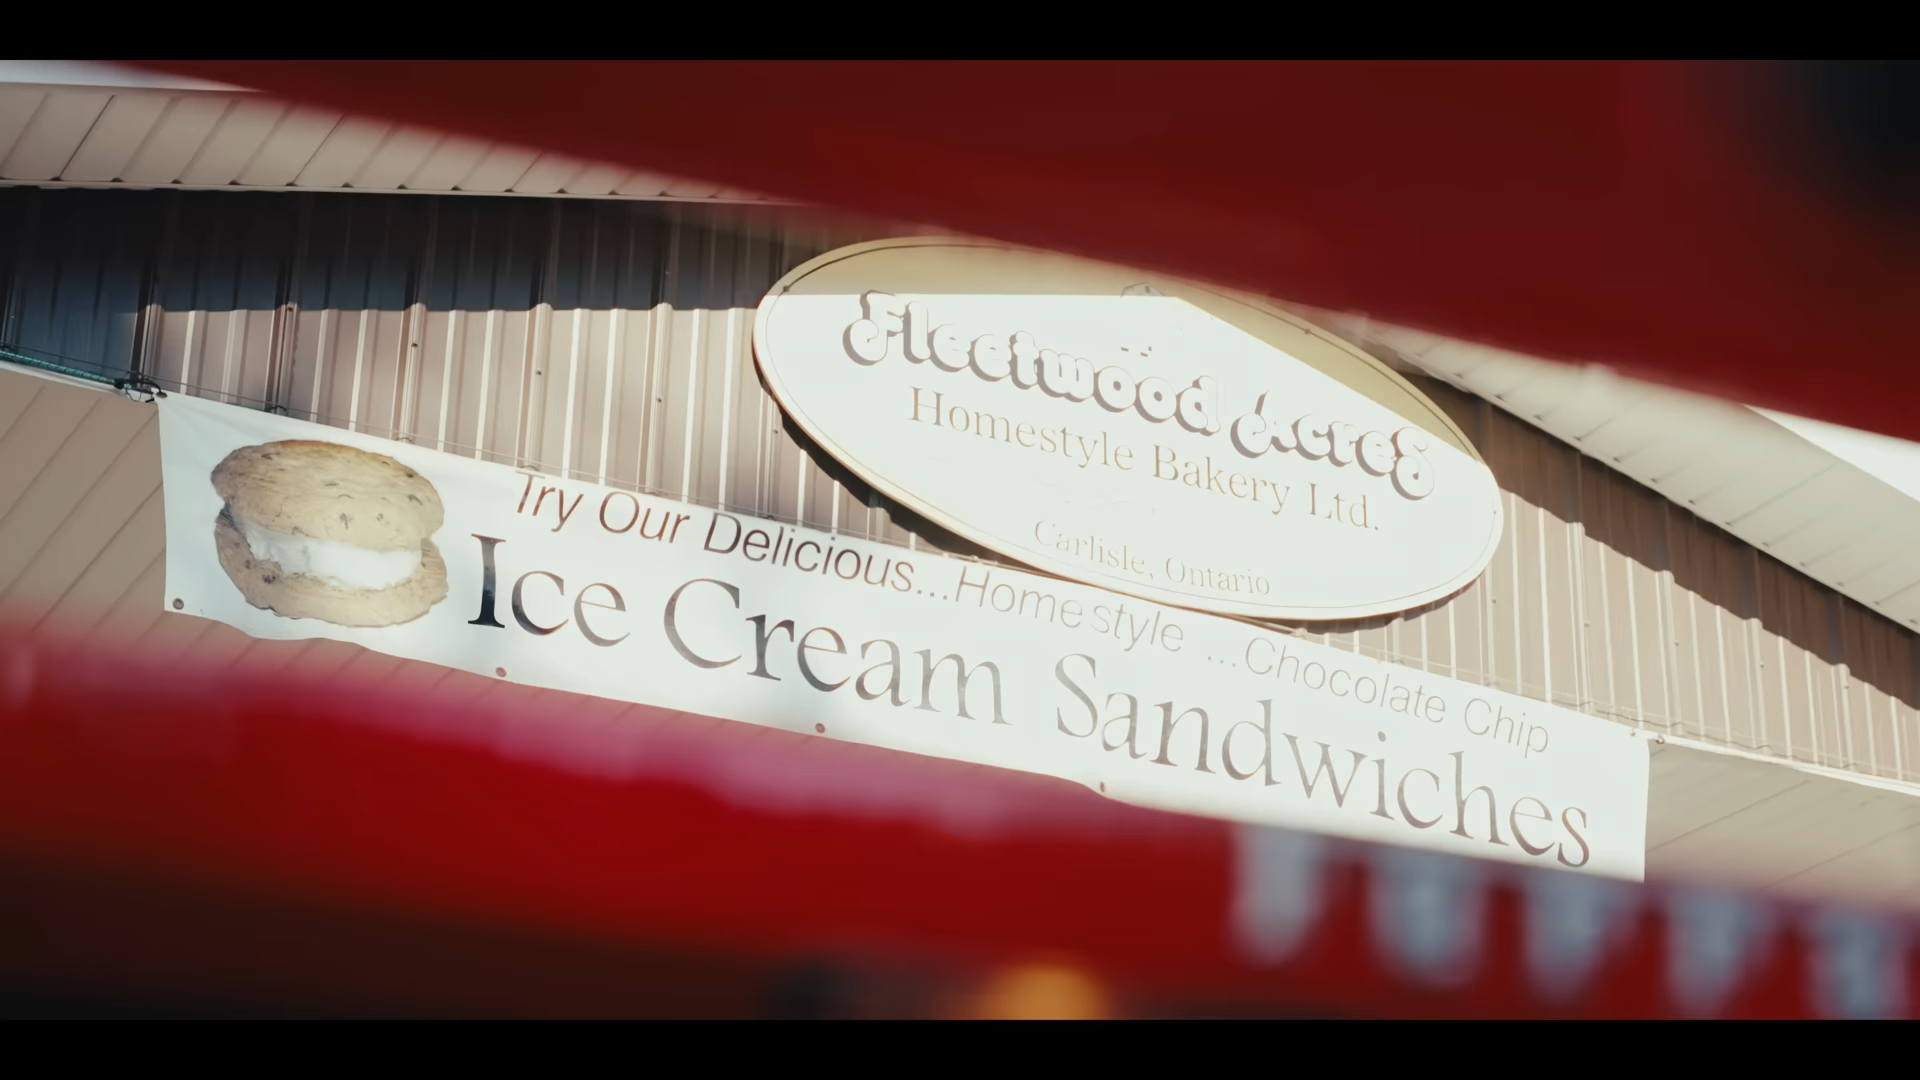 Fleetwood Acres
Homestyle Bakery Ltd.
Carlisle, Ontario
Try Our Delicious...Homestyle ...Chocolate Chip
Ice Cream Sandwiches